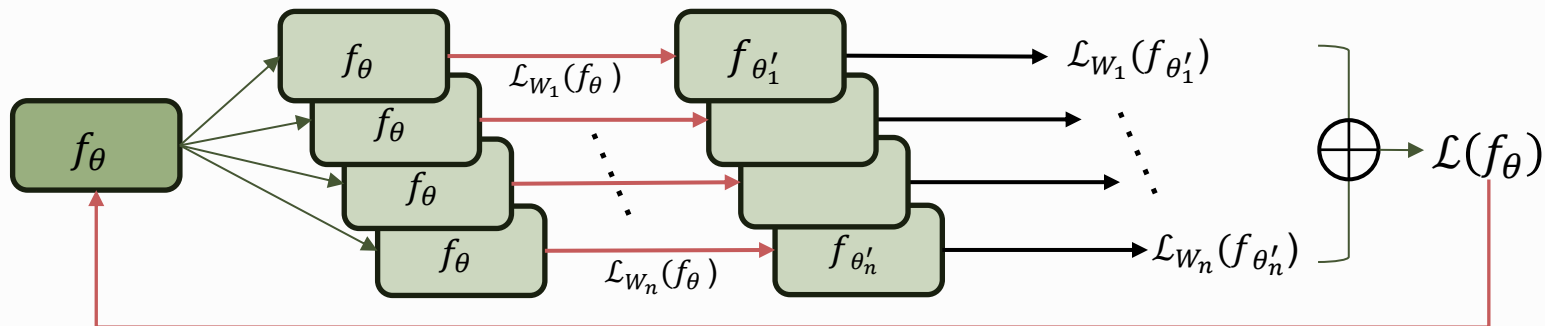 f_θ
f_θ
f_θ
f_θ
f_θ
ℒ_{W_1}(f_θ)
ℒ_{W_n}(f_θ)
f_{θ′_1}
f_{θ′_n}
ℒ_{W_1}(f_{θ′_1})
ℒ_{W_n}(f_{θ′_n})
ℒ(f_θ)